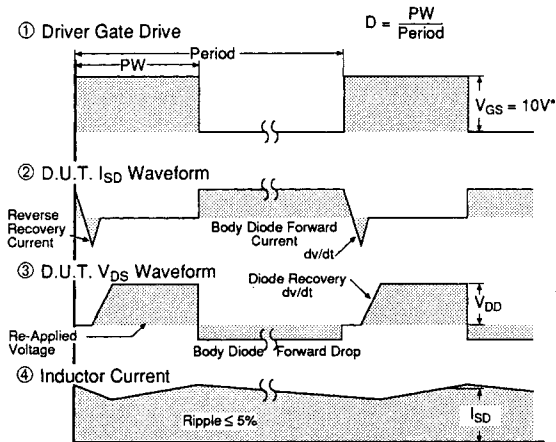 ① Driver Gate Drive
D = PW
Period
Period
PW
VGS = 10V*
② D.U.T. ISD Waveform
Reverse
Recovery
Current
Body Diode Forward
Current
dv/dt
③ D.U.T. VDS Waveform
Diode Recovery
dv/dt
VDD
Re-Applied
Voltage
Body Diode Forward Drop
④ Inductor Current
Ripple ≤ 5%
ISD